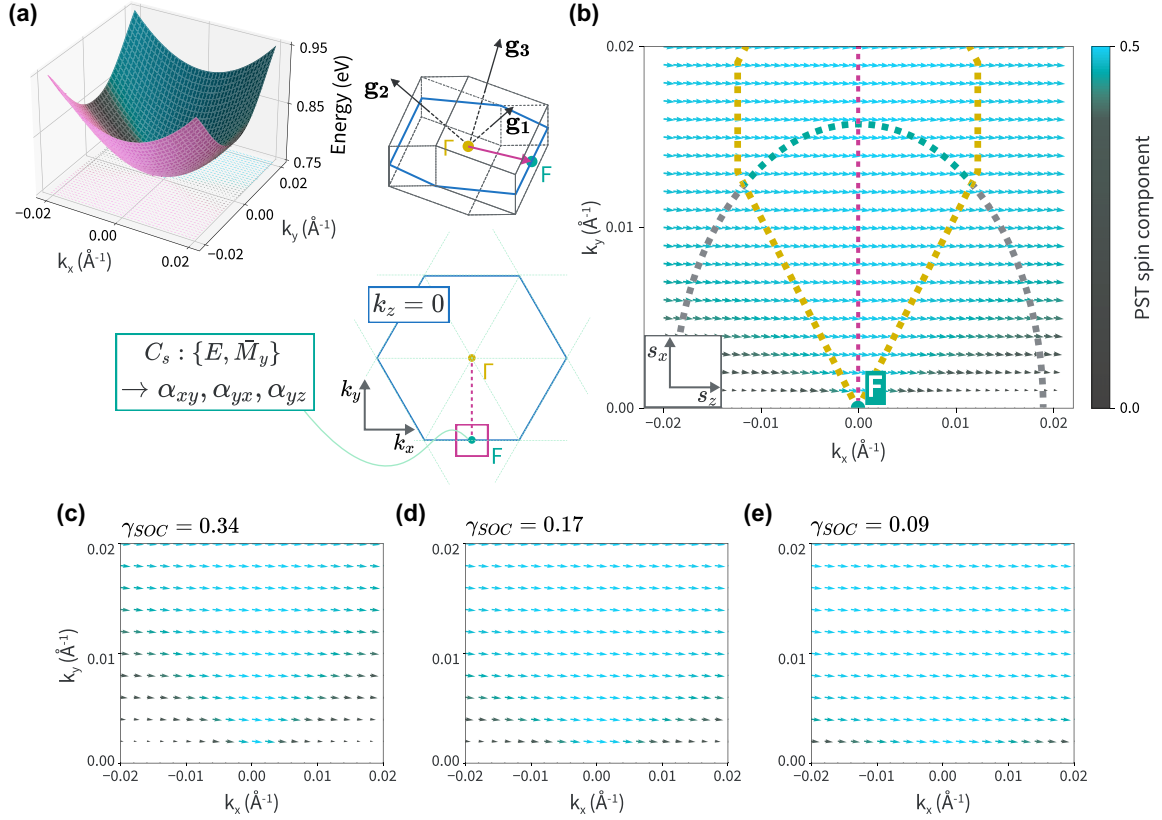 (a)
0.95
0.85
0.75
Energy (eV)
0.02
0.00
−0.02
k_y (Å⁻¹)
−0.02
0.00
0.02
k_x (Å⁻¹)
g₃
g₂
g₁
Γ
F
k_z = 0
C_s : {E, M̄_y}
→ α_xy, α_yx, α_yz
Γ
k_y
k_x
F
(b)
0.02
0.01
0.00
k_y (Å⁻¹)
s_x
s_z
F
−0.02
−0.01
0.00
0.01
0.02
k_x (Å⁻¹)
0.5
0.0
PST spin component
(c)
γ_SOC = 0.34
0.02
0.01
0.00
k_y (Å⁻¹)
−0.02
−0.01
0.00
0.01
0.02
k_x (Å⁻¹)
(d)
γ_SOC = 0.17
0.02
0.01
0.00
−0.02
−0.01
0.00
0.01
0.02
k_x (Å⁻¹)
(e)
γ_SOC = 0.09
0.02
0.01
0.00
−0.02
−0.01
0.00
0.01
0.02
k_x (Å⁻¹)